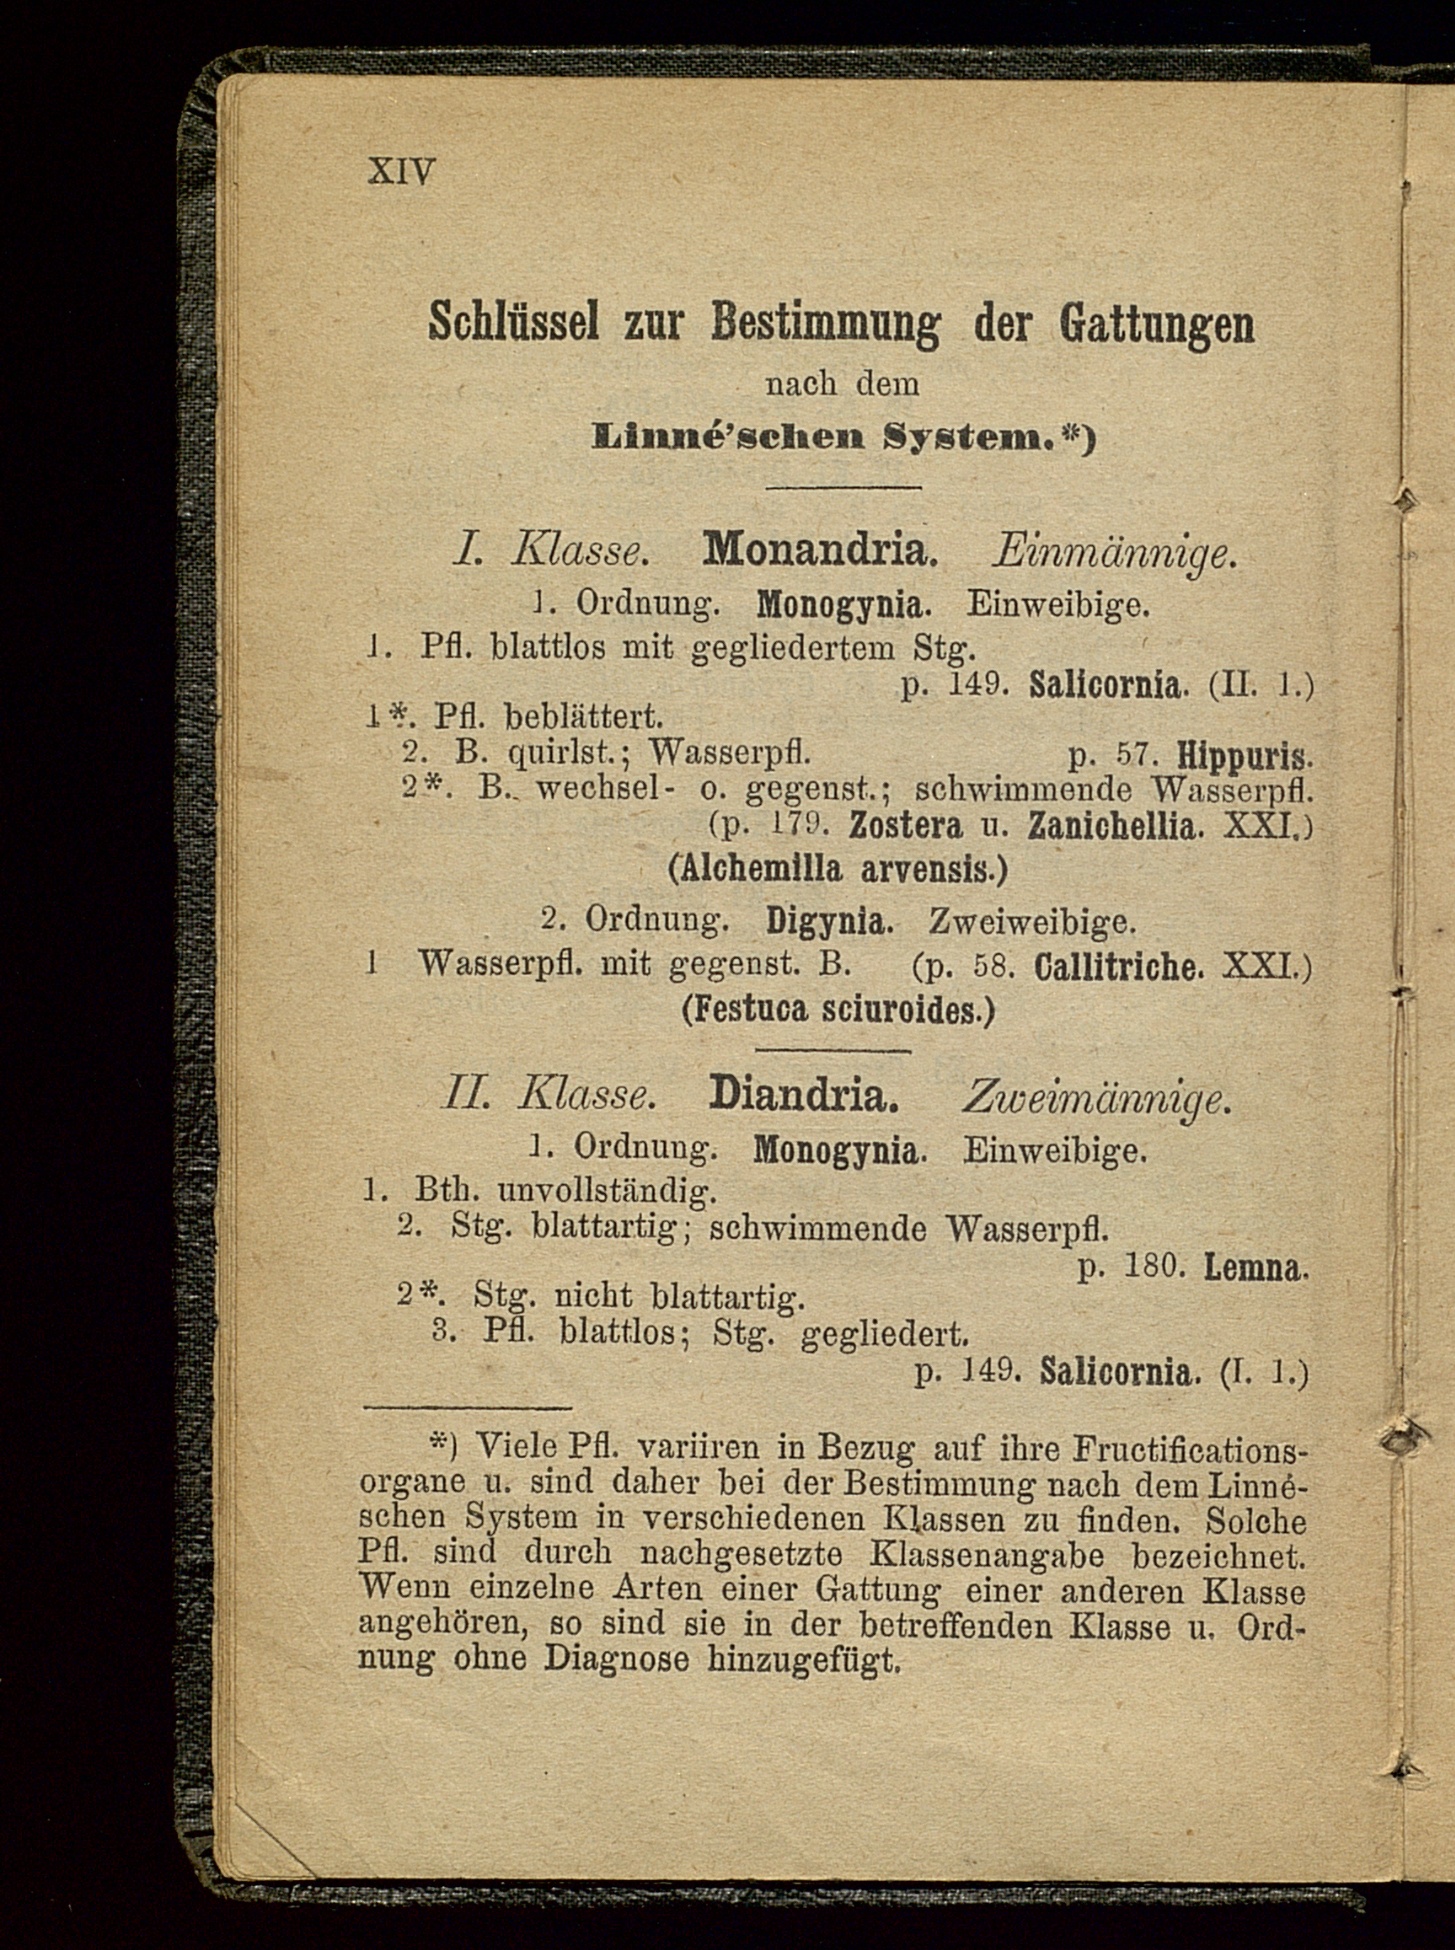 XIV
Schlüssel zur Bestimmung der Gattungen
nach dem
Linné'schen System.*)
I. Klasse. Monandria. Einmännige.
1. Ordnung. Monogynia. Einweibige.
1. Pfl. blattlos mit gegliedertem Stg.
p. 149. Salicornia. (II. 1.)
1*. Pfl. beblättert.
2. B. quirlst.; Wasserpfl. p. 57. Hippuris.
2*. B. wechsel- o. gegenst.; schwimmende Wasserpfl.
(p. 179. Zostera u. Zanichellia. XXI.)
(Alchemilla arvensis.)
2. Ordnung. Digynia. Zweiweibige.
1 Wasserpfl. mit gegenst. B. (p. 58. Callitriche. XXI.)
(Festuca sciuroides.)
II. Klasse. Diandria. Zweimännige.
1. Ordnung. Monogynia. Einweibige.
1. Bth. unvollständig.
2. Stg. blattartig; schwimmende Wasserpfl.
p. 180. Lemna.
2*. Stg. nicht blattartig.
3. Pfl. blattlos; Stg. gegliedert.
p. 149. Salicornia. (I. 1.)
*) Viele Pfl. variiren in Bezug auf ihre Fructifications-
organe u. sind daher bei der Bestimmung nach dem Linné-
schen System in verschiedenen Klassen zu finden. Solche
Pfl. sind durch nachgesetzte Klassenangabe bezeichnet.
Wenn einzelne Arten einer Gattung einer anderen Klasse
angehören, so sind sie in der betreffenden Klasse u. Ord-
nung ohne Diagnose hinzugefügt.